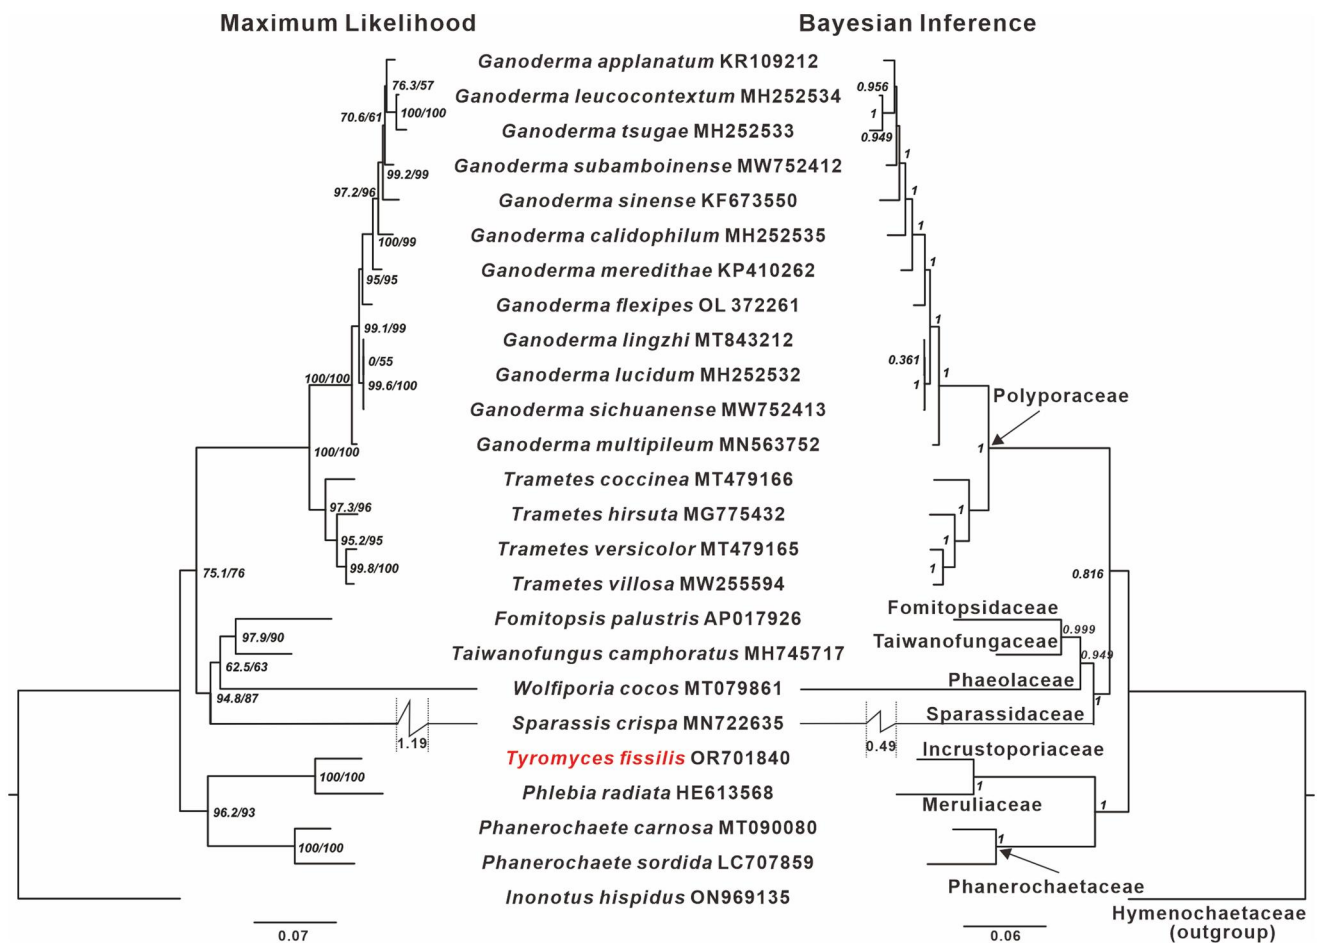 Maximum Likelihood
Bayesian Inference
Ganoderma applanatum KR109212
Ganoderma leucocontextum MH252534
Ganoderma tsugae MH252533
Ganoderma subamboinense MW752412
Ganoderma sinense KF673550
Ganoderma calidophilum MH252535
Ganoderma meredithae KP410262
Ganoderma flexipes OL 372261
Ganoderma lingzhi MT843212
Ganoderma lucidum MH252532
Ganoderma sichuanense MW752413
Ganoderma multipileum MN563752
Trametes coccinea MT479166
Trametes hirsuta MG775432
Trametes versicolor MT479165
Trametes villosa MW255594
Fomitopsis palustris AP017926
Taiwanofungus camphoratus MH745717
Wolfiporia cocos MT079861
Sparassis crispa MN722635
Tyromyces fissilis OR701840
Phlebia radiata HE613568
Phanerochaete carnosa MT090080
Phanerochaete sordida LC707859
Inonotus hispidus ON969135
76.3/57
100/100
70.6/61
99.2/99
97.2/96
100/99
95/95
99.1/99
0/55
99.6/100
100/100
100/100
97.3/96
95.2/95
99.8/100
75.1/76
97.9/90
62.5/63
94.8/87
1.19
100/100
96.2/93
100/100
0.07
0.956
1
0.949
1
1
1
1
1
0.361
1
1
Polyporaceae
1
1
1
1
0.816
Fomitopsidaceae
0.999
Taiwanofungaceae
0.949
Phaeolaceae
1
Sparassidaceae
0.49
Incrustoporiaceae
1
Meruliaceae
1
1
Phanerochaetaceae
Hymenochaetaceae
(outgroup)
0.06